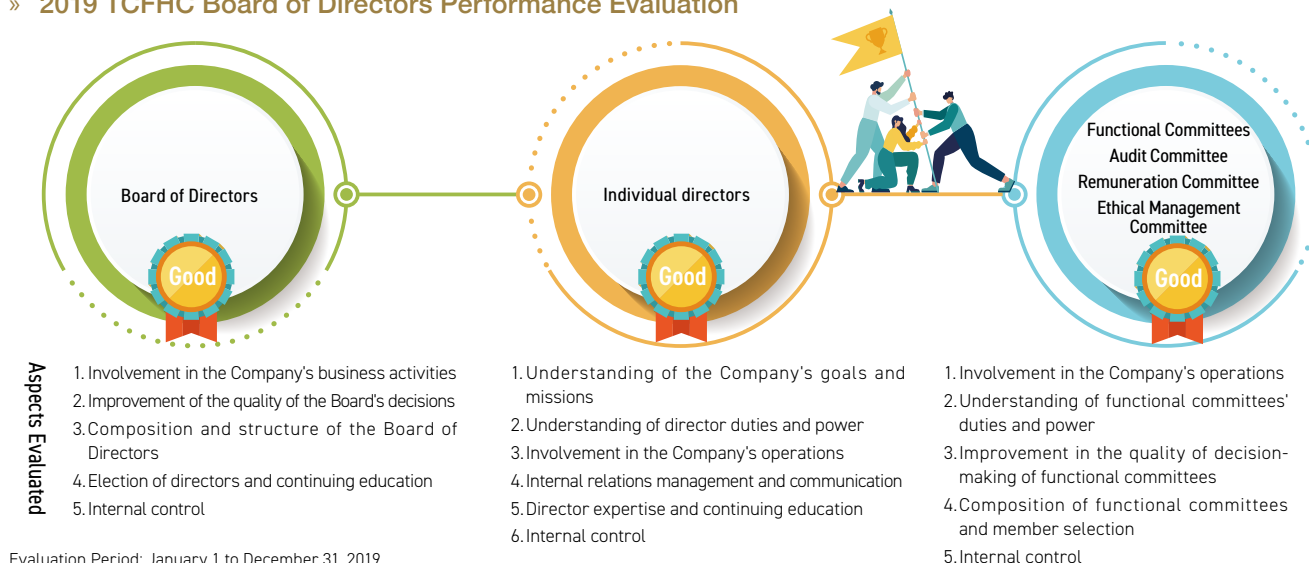 » 2019 TCFHC Board of Directors Performance Evaluation
Board of Directors
Good
Individual directors
Good
Functional Committees
Audit Committee
Remuneration Committee
Ethical Management
Committee
Good
Aspects Evaluated
1. Involvement in the Company's business activities
2. Improvement of the quality of the Board's decisions
3. Composition and structure of the Board of
Directors
4. Election of directors and continuing education
5. Internal control
1. Understanding of the Company's goals and
missions
2. Understanding of director duties and power
3. Involvement in the Company's operations
4. Internal relations management and communication
5. Director expertise and continuing education
6. Internal control
1. Involvement in the Company's operations
2. Understanding of functional committees'
duties and power
3. Improvement in the quality of decision-
making of functional committees
4. Composition of functional committees
and member selection
5. Internal control
Evaluation Period: January 1 to December 31, 2019